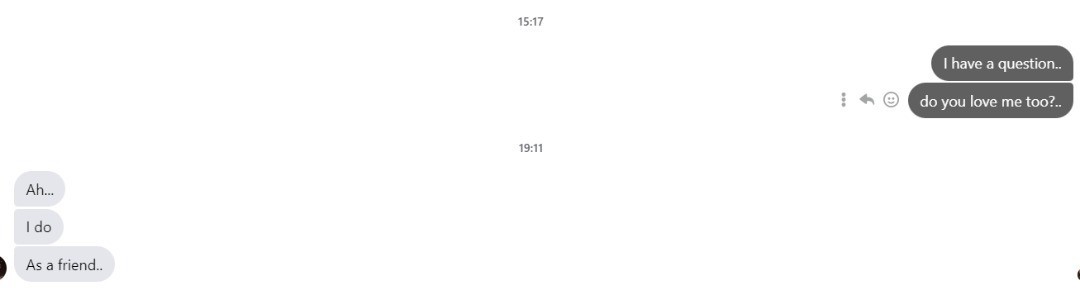 15:17
I have a question..
do you love me too?..
19:11
Ah...
I do
As a friend..